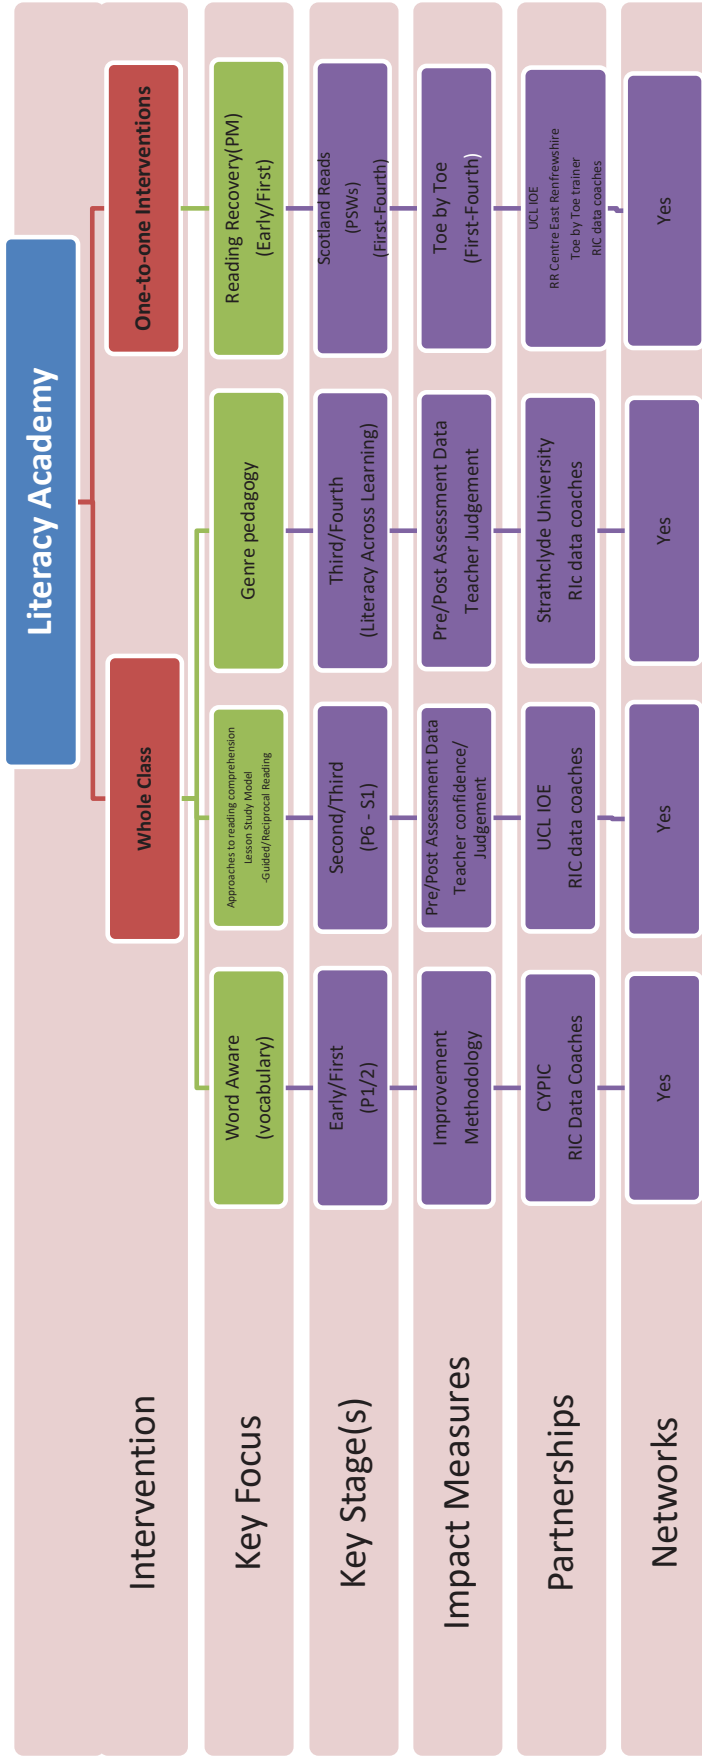 Literacy Academy
Intervention
Whole Class
One-to-one Interventions
Key Focus
Word Aware
(vocabulary)
Approaches to reading comprehension
Lesson Study Model
-Guided/Reciprocal Reading
Genre pedagogy
Reading Recovery(PM)
(Early/First)
Key Stage(s)
Early/First
(P1/2)
Second/Third
(P6 - S1)
Third/Fourth
(Literacy Across Learning)
Scotland Reads
(PSWs)
(First-Fourth)
Impact Measures
Improvement
Methodology
Pre/Post Assessment Data
Teacher confidence/
Judgement
Pre/Post Assessment Data
Teacher Judgement
Toe by Toe
(First-Fourth)
Partnerships
CYPIC
RIC Data Coaches
UCL IOE
RIC data coaches
Strathclyde University
RIc data coaches
UCL IOE
RR Centre East Renfrewshire
Toe by Toe trainer
RIC data coaches
Networks
Yes
Yes
Yes
Yes